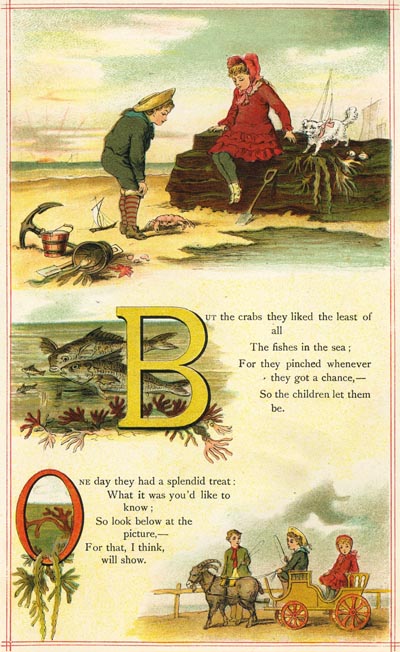 BUT the crabs they liked the least of
all
The fishes in the sea;
For they pinched whenever
they got a chance,—
So the children let them
be.
ONE day they had a splendid treat:
What it was you'd like to
know;
So look below at the
picture,—
For that, I think,
will show.